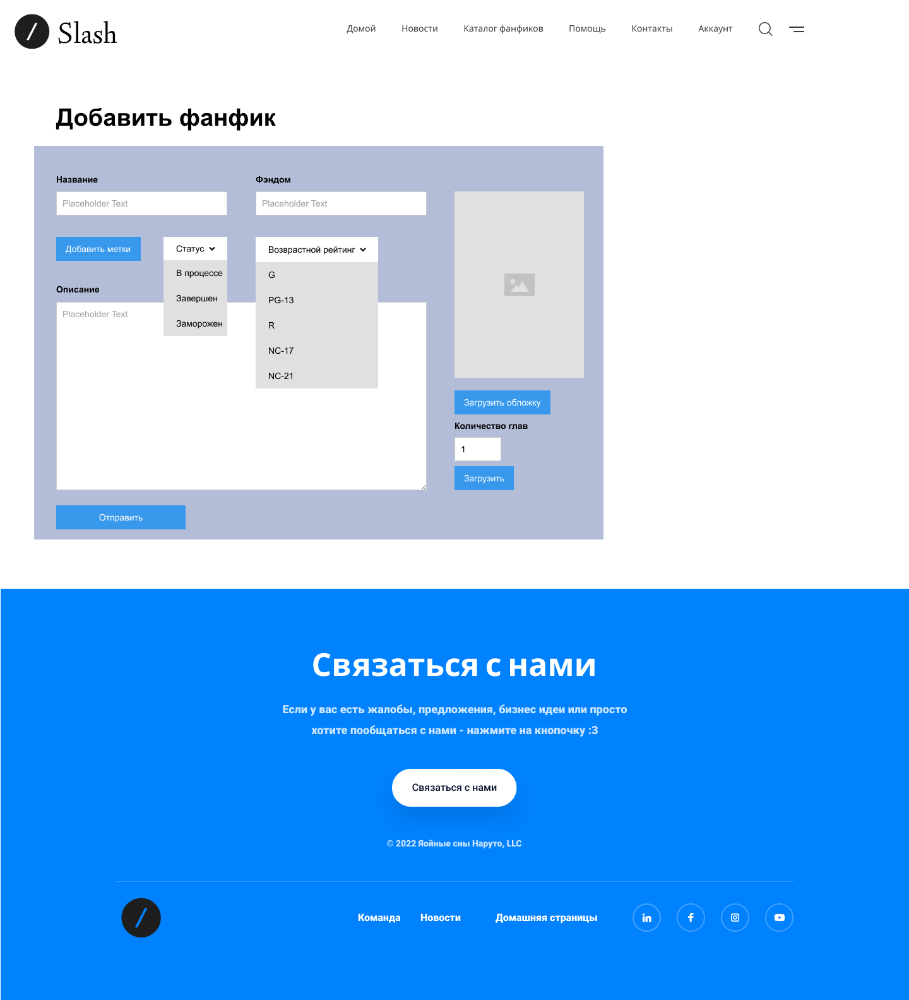 / Slash
Домой Новости Каталог фанфиков Помощь Контакты Аккаунт
Добавить фанфик
Название
Фэндом
Placeholder Text
Placeholder Text
Добавить метки
Статус
В процессе
Завершен
Заморожен
Возврастной рейтинг
G
PG-13
R
NC-17
NC-21
Описание
Placeholder Text
Загрузить обложку
Количество глав
1
Загрузить
Отправить
Связаться с нами
Если у вас есть жалобы, предложения, бизнес идеи или просто
хотите пообщаться с нами - нажмите на кнопочку :3
Связаться с нами
© 2022 Яойные сны Наруто, LLC
/
Команда Новости Домашняя страницы